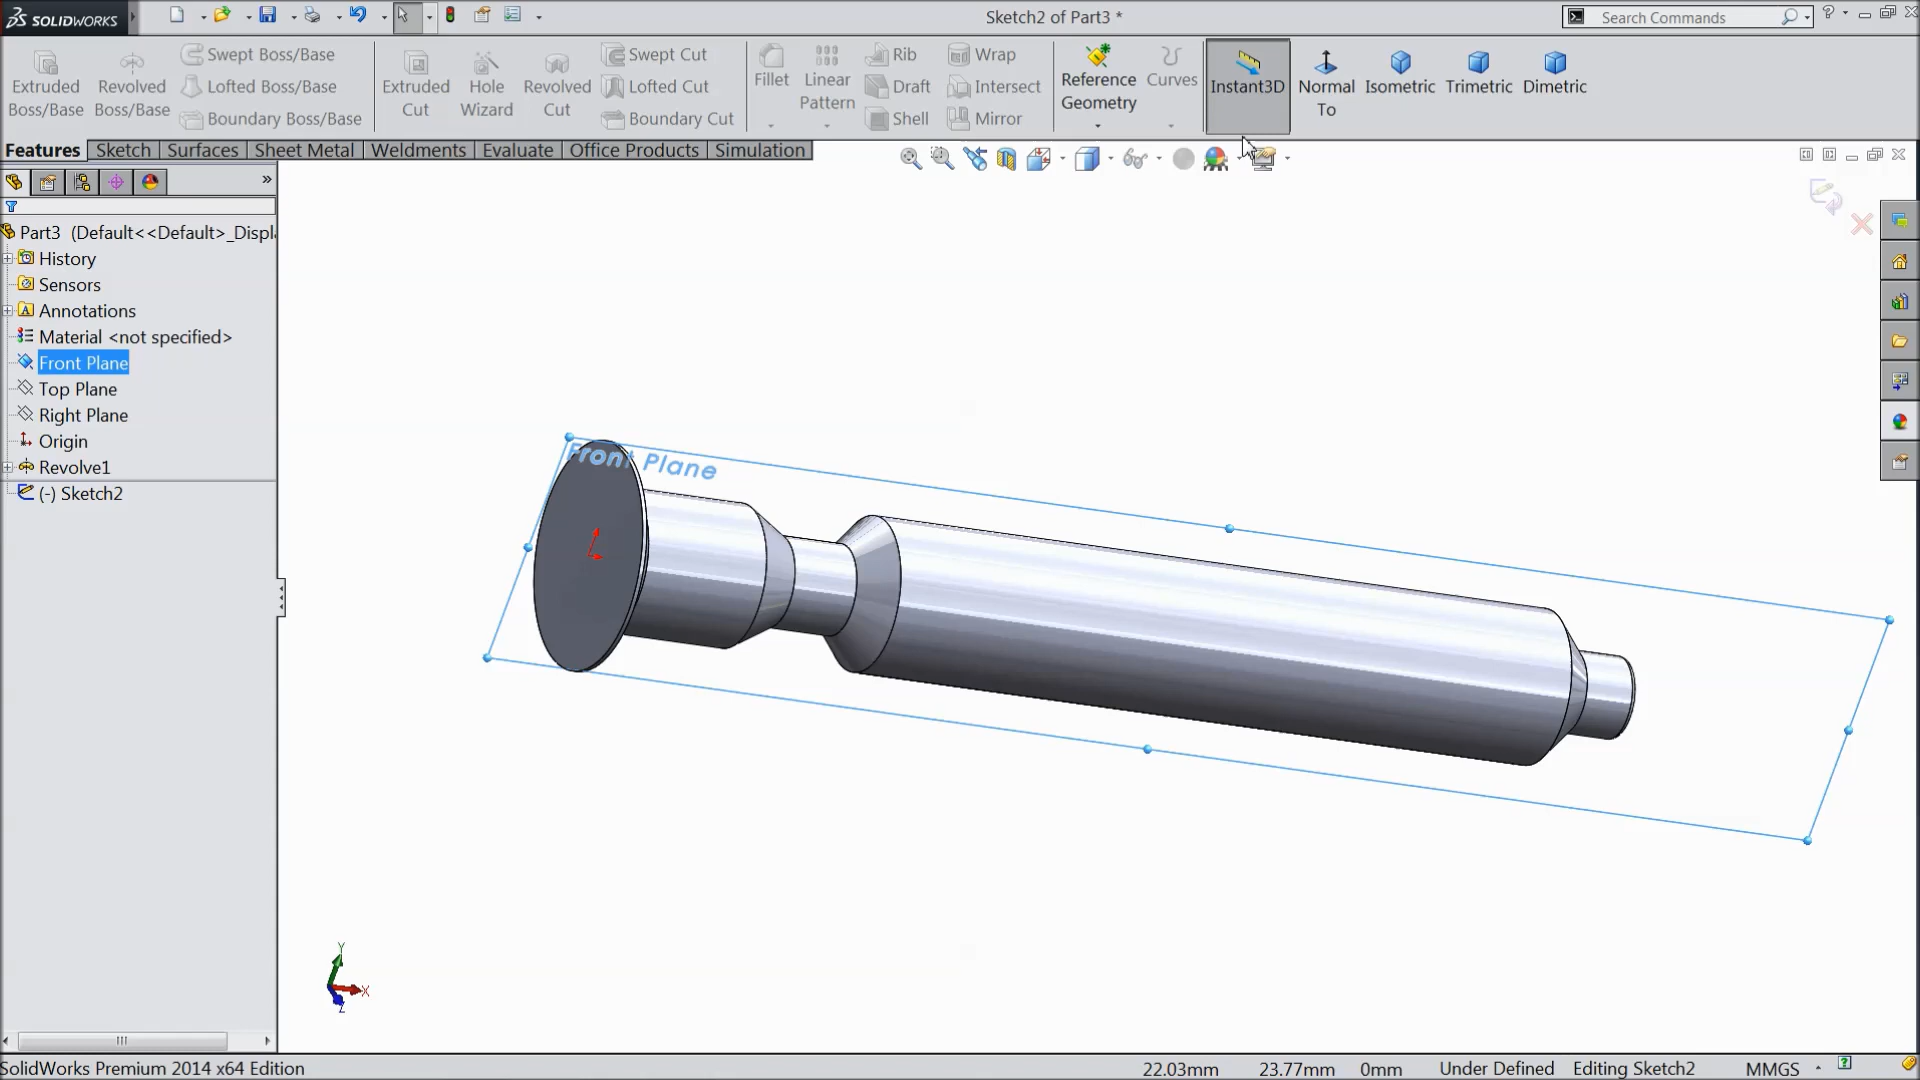 SOLIDWORKS
Sketch2 of Part3 *
Search Commands
Extruded Boss/Base
Revolved Boss/Base
Swept Boss/Base
Lofted Boss/Base
Boundary Boss/Base
Extruded Cut
Hole Wizard
Revolved Cut
Swept Cut
Lofted Cut
Boundary Cut
Fillet
Linear Pattern
Rib
Draft
Shell
Wrap
Intersect
Mirror
Reference Geometry
Curves
Instant3D
Normal To
Isometric
Trimetric
Dimetric
Features
Sketch
Surfaces
Sheet Metal
Weldments
Evaluate
Office Products
Simulation
Part3 (Default<<Default>_Displ
History
Sensors
Annotations
Material <not specified>
Front Plane
Top Plane
Right Plane
Origin
Revolve1
(-) Sketch2
Front Plane
Y
X
Z
SolidWorks Premium 2014 x64 Edition
22.03mm
23.77mm
0mm
Under Defined
Editing Sketch2
MMGS